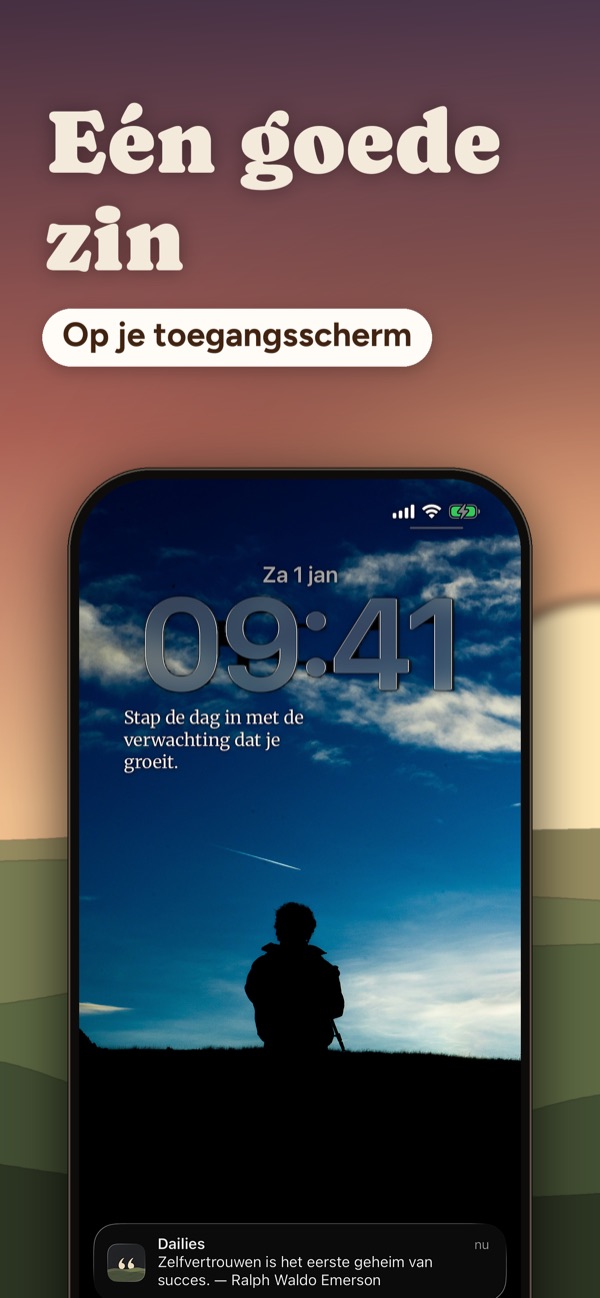 Eén goede
zin
Op je toegangsscherm
Za 1 jan
09:41
Stap de dag in met de
verwachting dat je
groeit.
Dailies
nu
Zelfvertrouwen is het eerste geheim van
succes. — Ralph Waldo Emerson